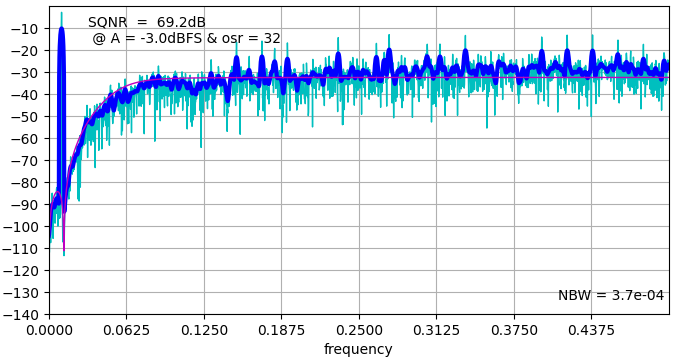 SQNR = 69.2dB
@ A = -3.0dBFS & osr = 32
−10
−20
−30
−40
−50
−60
−70
−80
−90
−100
−110
−120
−130
−140
NBW = 3.7e-04
0.0000 0.0625 0.1250 0.1875 0.2500 0.3125 0.3750 0.4375
frequency